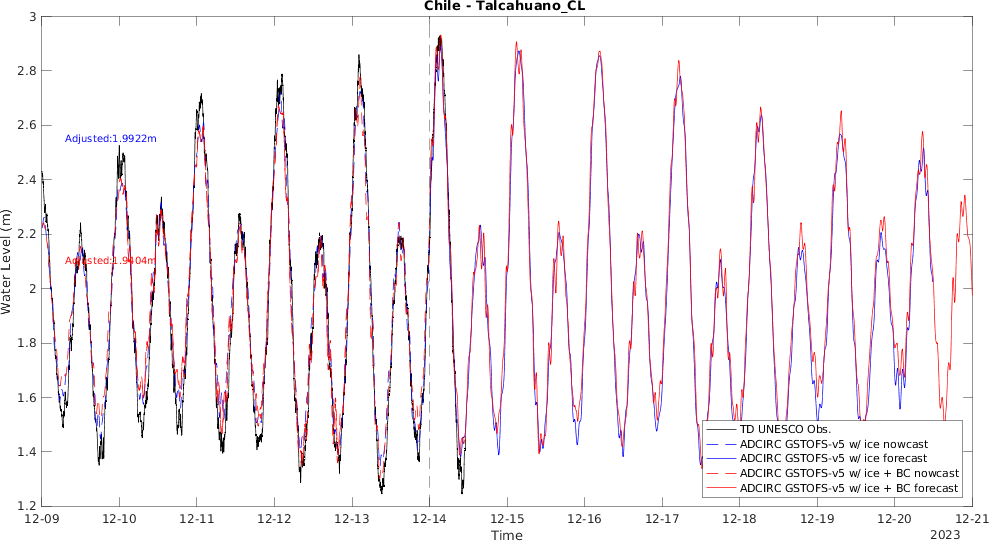 Chile - Talcahuano_CL
3
2.8
2.6
2.4
2.2
2
1.8
1.6
1.4
1.2
Water Level (m)
Adjusted:1.9922m
Adjusted:1.9404m
TD UNESCO Obs.
ADCIRC GSTOFS-v5 w/ ice nowcast
ADCIRC GSTOFS-v5 w/ ice forecast
ADCIRC GSTOFS-v5 w/ ice + BC nowcast
ADCIRC GSTOFS-v5 w/ ice + BC forecast
12-09 12-10 12-11 12-12 12-13 12-14 12-15 12-16 12-17 12-18 12-19 12-20 12-21
Time
2023